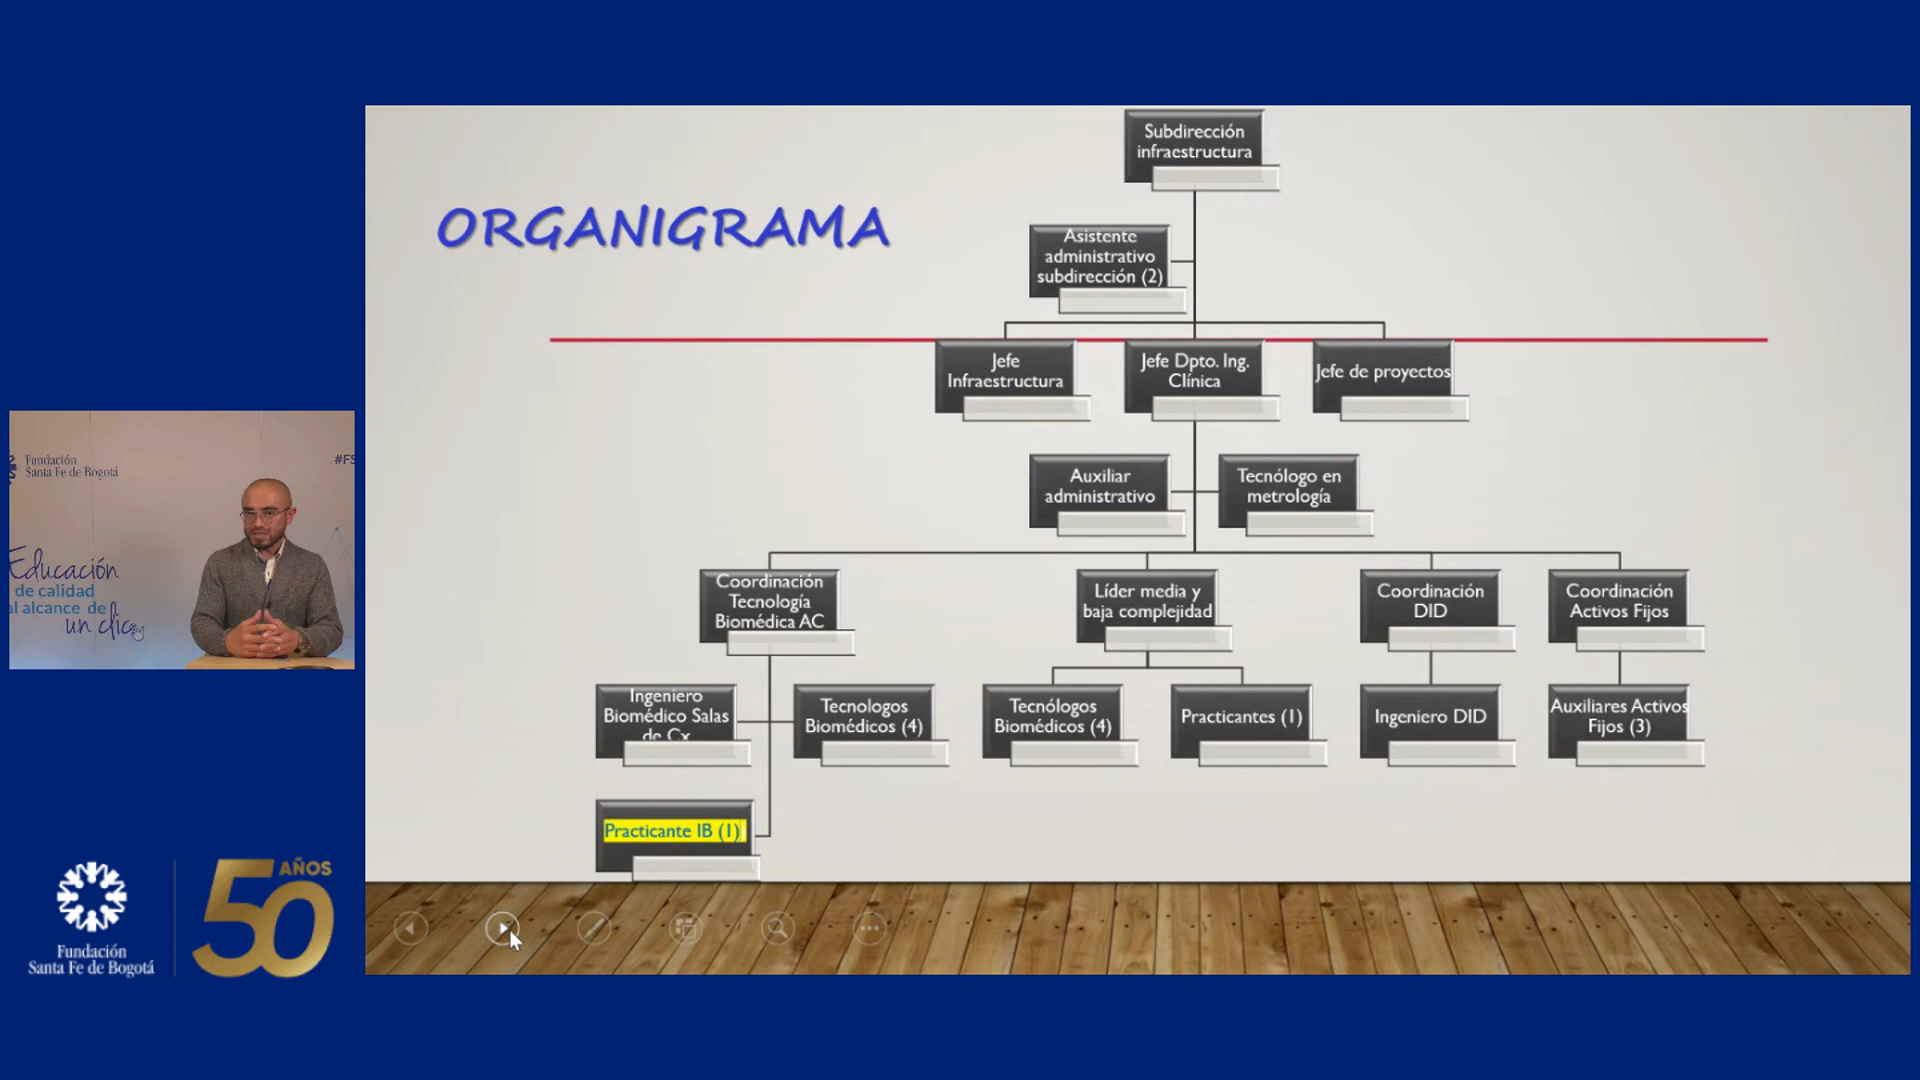 Subdirección
infraestructura
ORGANIGRAMA
Asistente
administrativo
subdirección (2)
Jefe
Infraestructura
Jefe Dpto. Ing.
Clínica
Jefe de proyectos
Auxiliar
administrativo
Tecnólogo en
metrología
Coordinación
Tecnología
Biomédica AC
Líder media y
baja complejidad
Coordinación
DID
Coordinación
Activos Fijos
Ingeniero
Biomédico Salas
de Cx
Tecnologos
Biomédicos (4)
Tecnólogos
Biomédicos (4)
Practicantes (1)
Ingeniero DID
Auxiliares Activos
Fijos (3)
Practicante IB (1)
Fundación
Santa Fe de Bogotá
#FS
Educación
de calidad
al alcance de
un clic
Fundación
Santa Fe de Bogotá
50
AÑOS